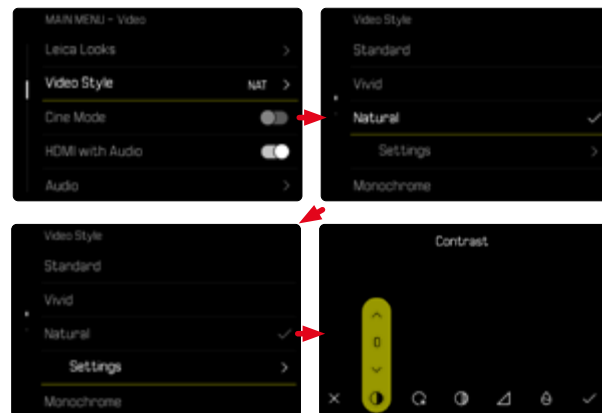 MAIN MENU - Video
Leica Looks
Video Style NAT
Cine Mode
HDMI with Audio
Audio
Video Style
Standard
Vivid
Natural
Settings
Monochrome
Video Style
Standard
Vivid
Natural
Settings
Monochrome
Contrast
0